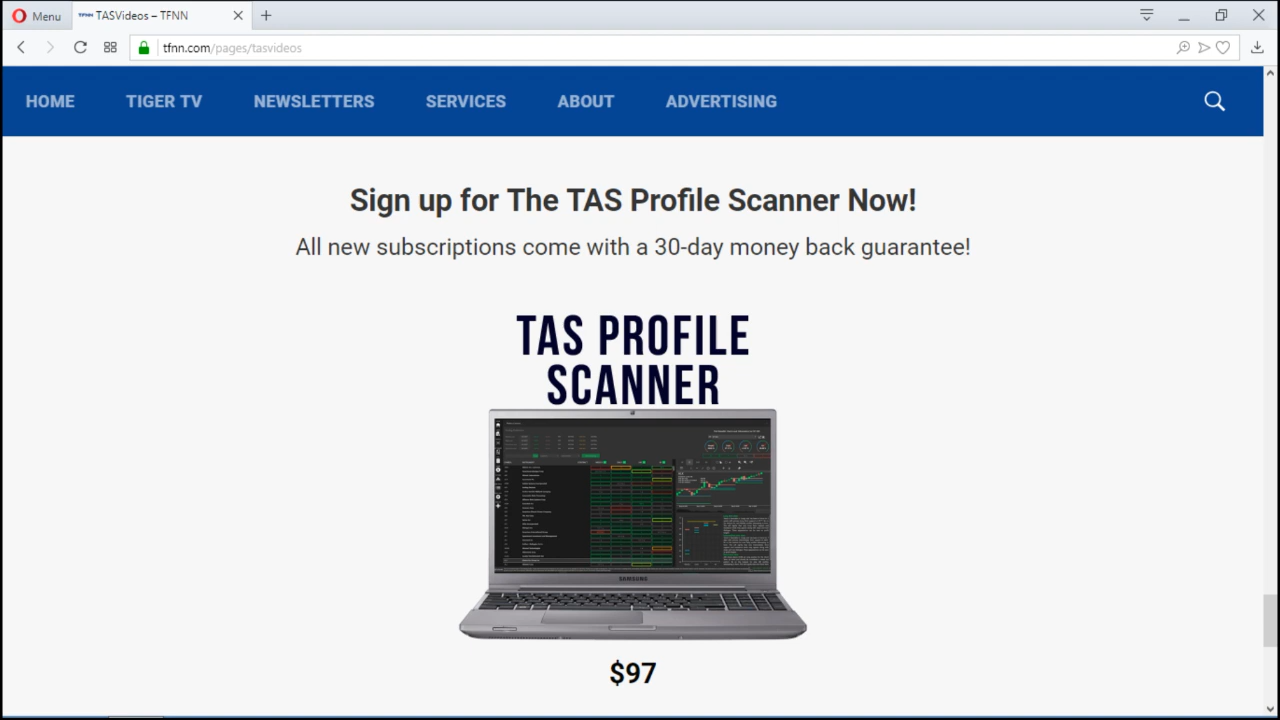 Menu
TFNN TASVideos – TFNN
tfnn.com/pages/tasvideos
HOME TIGER TV NEWSLETTERS SERVICES ABOUT ADVERTISING
Sign up for The TAS Profile Scanner Now!
All new subscriptions come with a 30-day money back guarantee!
TAS PROFILE
SCANNER
SAMSUNG
$97